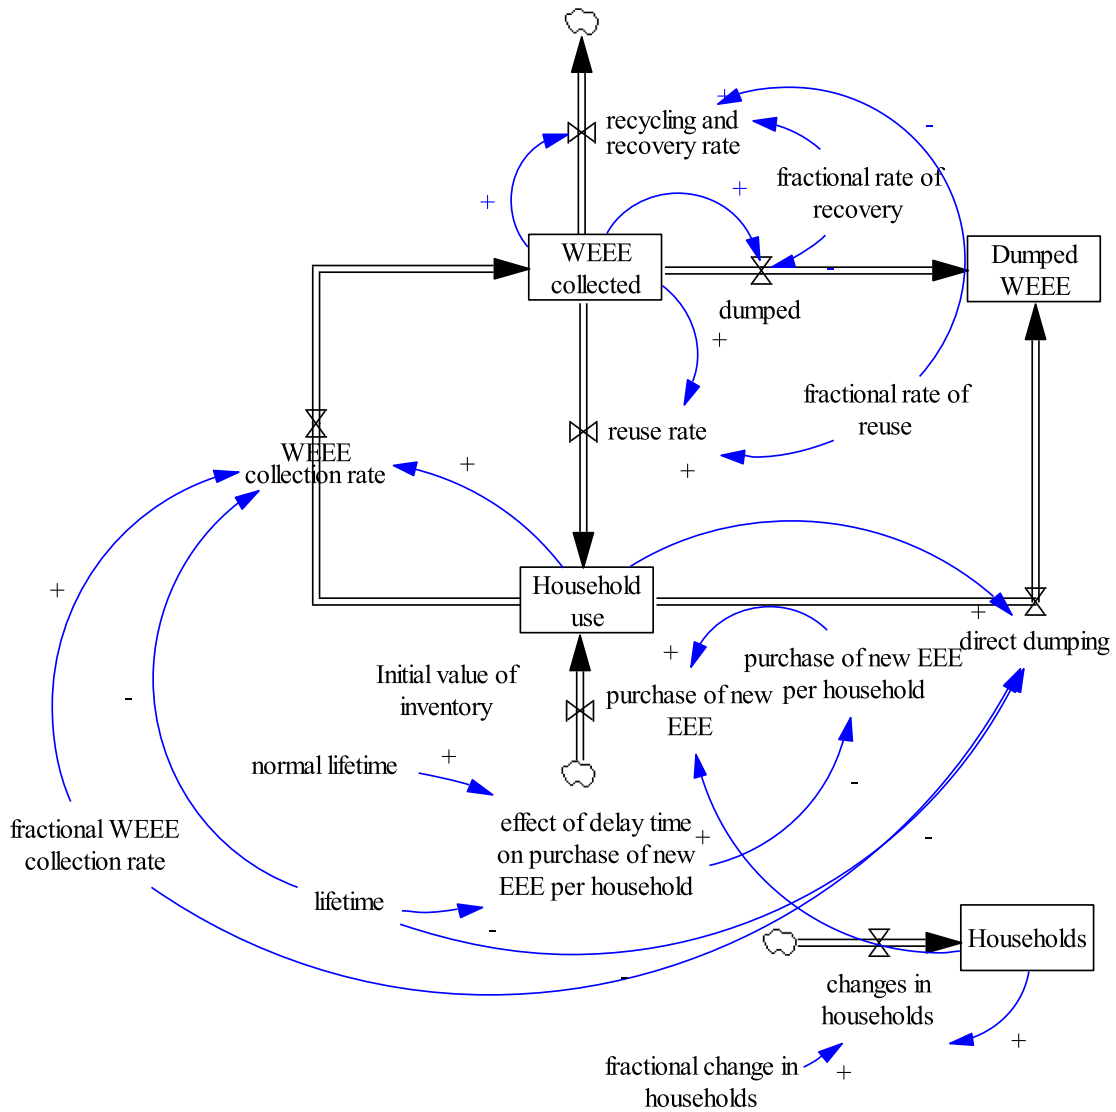 +
recycling and
recovery rate
-
fractional rate of
recovery
+
+
WEEE
collected
Dumped
WEEE
-
dumped
+
fractional rate of
reuse
reuse rate
+
WEEE
collection rate
+
+
Household
use
+
direct dumping
+
purchase of new EEE
per household
Initial value of
inventory
purchase of new
EEE
-
+
normal lifetime
-
effect of delay time
on purchase of new
EEE per household
+
-
fractional WEEE
collection rate
lifetime
-
-
Households
changes in
households
+
fractional change in
households
+